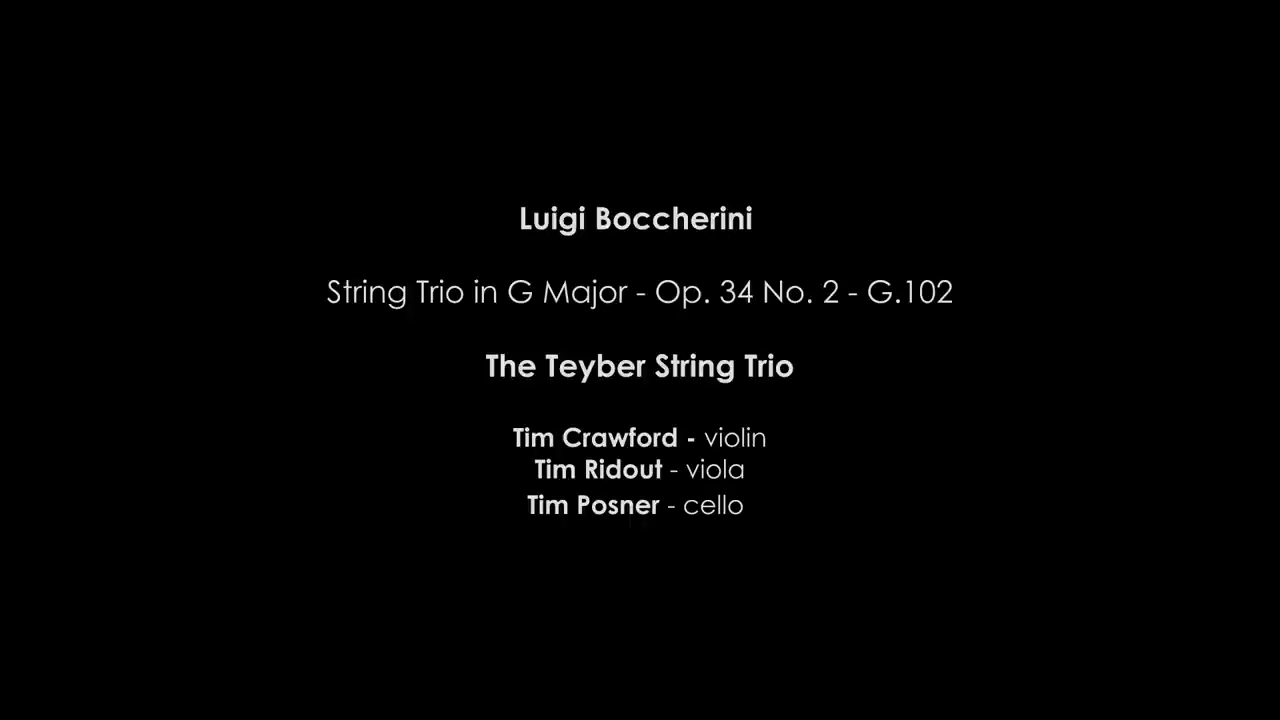 Luigi Boccherini
String Trio in G Major - Op. 34 No. 2 - G.102
The Teyber String Trio
Tim Crawford - violin
Tim Ridout - viola
Tim Posner - cello